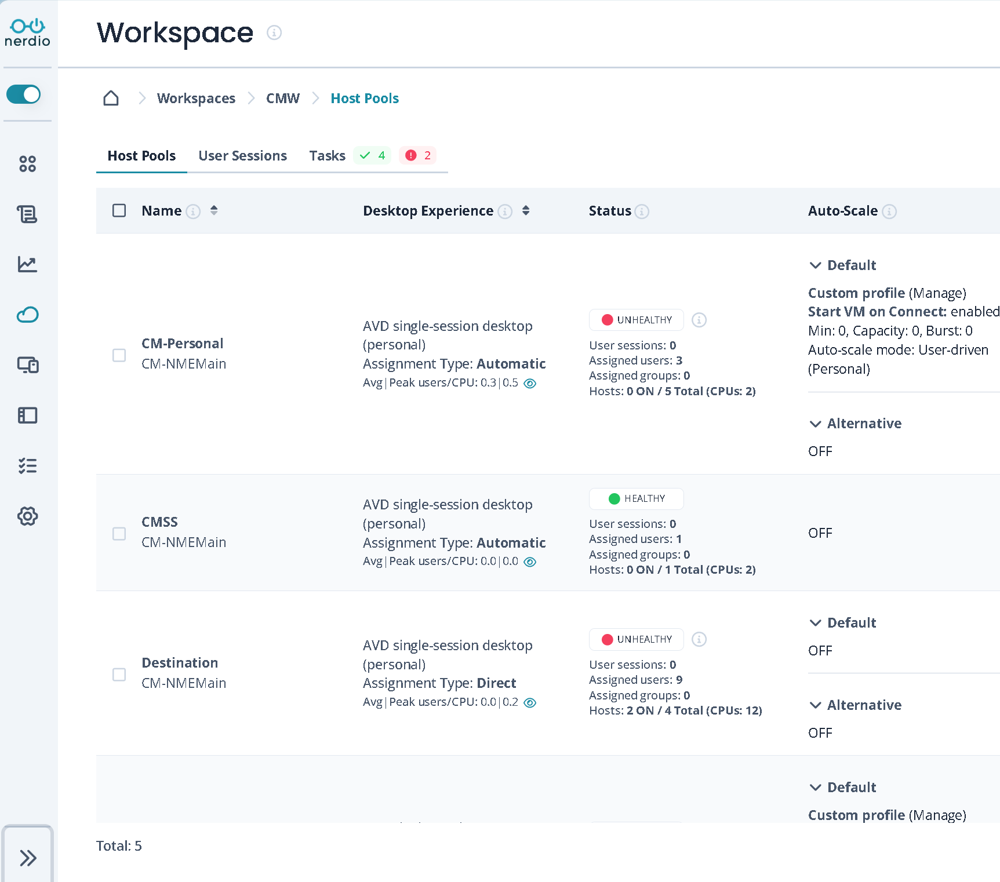 nerdio
Workspace
Workspaces
CMW
Host Pools
Host Pools
User Sessions
Tasks
4
2
Name
Desktop Experience
Status
Auto-Scale
CM-Personal
CM-NMEMain
AVD single-session desktop
(personal)
Assignment Type: Automatic
Avg|Peak users/CPU: 0.3|0.5
UNHEALTHY
User sessions: 0
Assigned users: 3
Assigned groups: 0
Hosts: 0 ON / 5 Total (CPUs: 2)
Default
Custom profile (Manage)
Start VM on Connect: enabled
Min: 0, Capacity: 0, Burst: 0
Auto-scale mode: User-driven
(Personal)
Alternative
OFF
CMSS
CM-NMEMain
AVD single-session desktop
(personal)
Assignment Type: Automatic
Avg|Peak users/CPU: 0.0|0.0
HEALTHY
User sessions: 0
Assigned users: 1
Assigned groups: 0
Hosts: 0 ON / 1 Total (CPUs: 2)
OFF
Destination
CM-NMEMain
AVD single-session desktop
(personal)
Assignment Type: Direct
Avg|Peak users/CPU: 0.0|0.2
UNHEALTHY
User sessions: 0
Assigned users: 9
Assigned groups: 0
Hosts: 2 ON / 4 Total (CPUs: 12)
Default
OFF
Alternative
OFF
Default
Custom profile (Manage)
Total: 5